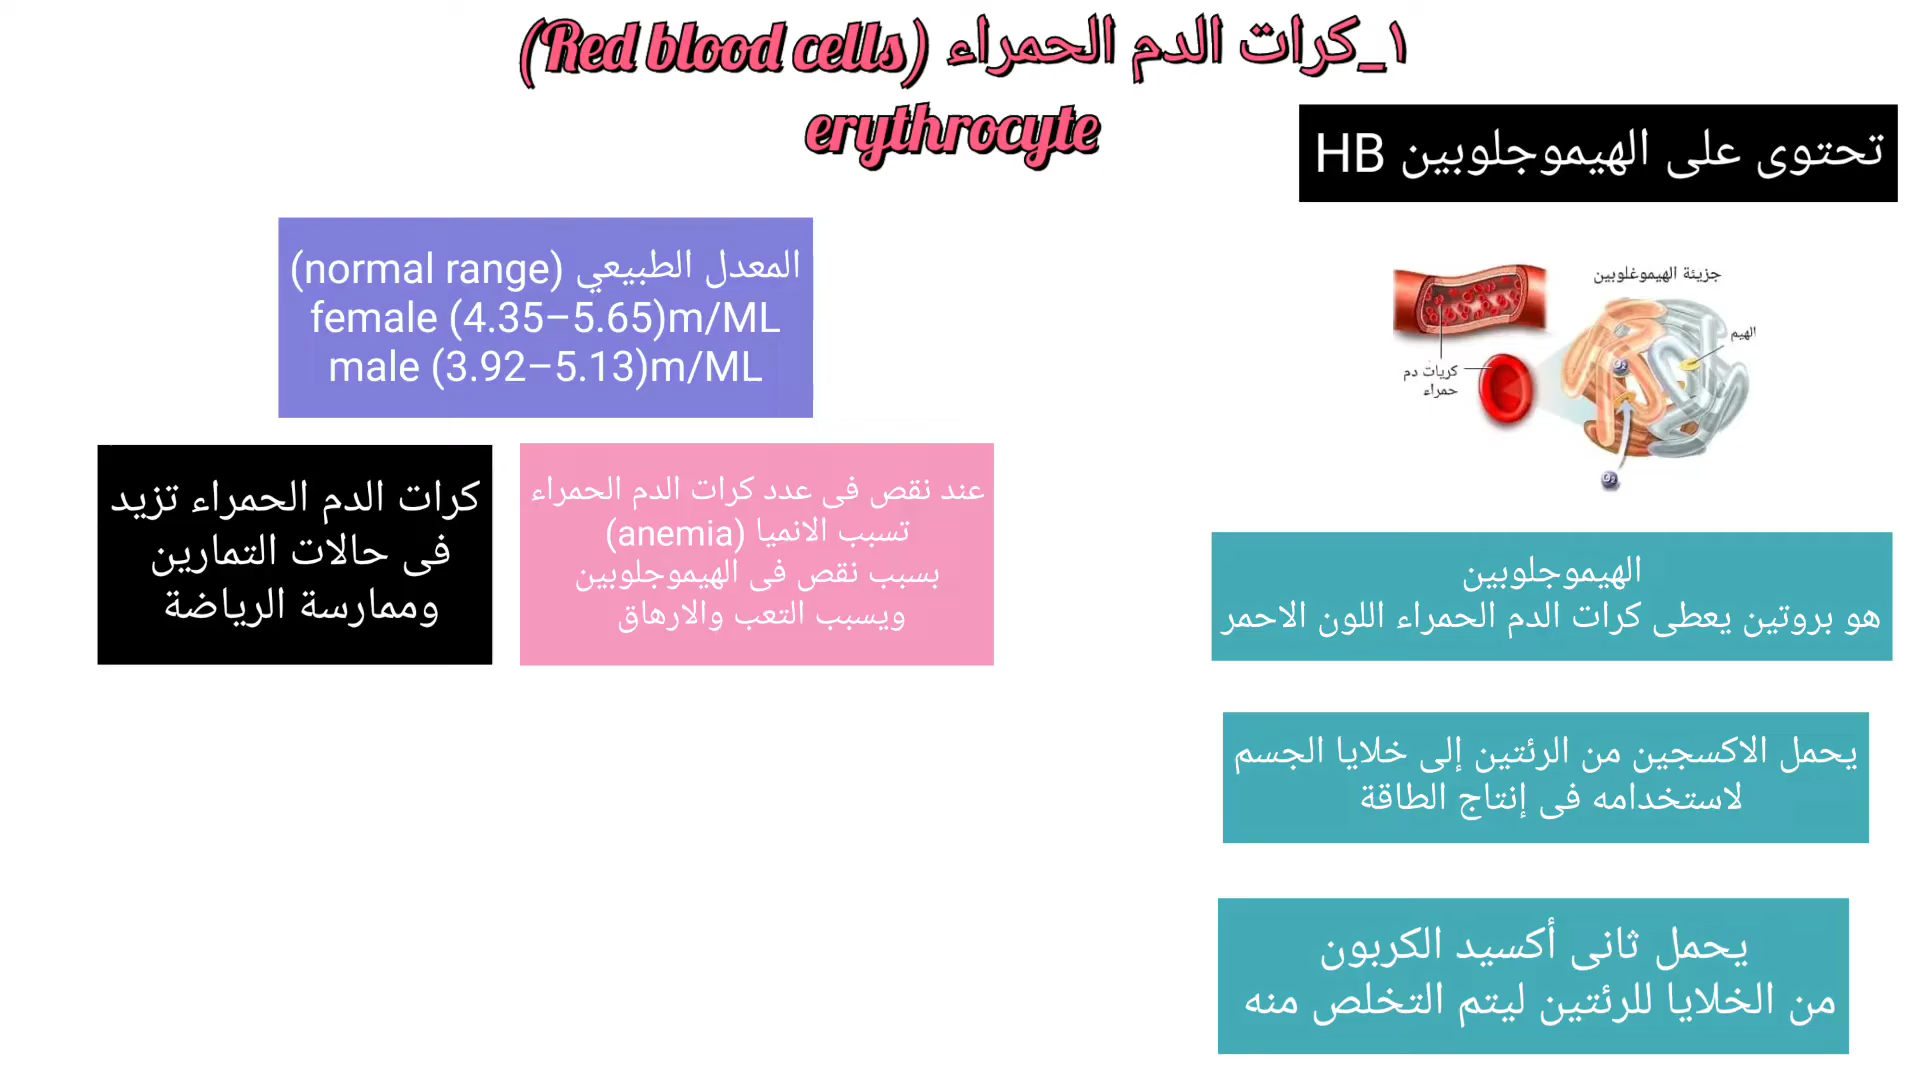 ١_كرات الدم الحمراء (Red blood cells)
erythrocyte
تحتوى على الهيموجلوبين HB
جزيئة الهيموغلوبين
الهيم
كريات دم
حمراء
O2
O2
الهيموجلوبين
هو بروتين يعطى كرات الدم الحمراء اللون الاحمر
يحمل الاكسجين من الرئتين إلى خلايا الجسم
لاستخدامه فى إنتاج الطاقة
يحمل ثانى أكسيد الكربون
من الخلايا للرئتين ليتم التخلص منه
المعدل الطبيعي (normal range)
female (4.35–5.65)m/ML
male (3.92–5.13)m/ML
عند نقص فى عدد كرات الدم الحمراء
تسبب الانميا (anemia)
بسبب نقص فى الهيموجلوبين
ويسبب التعب والارهاق
كرات الدم الحمراء تزيد
فى حالات التمارين
وممارسة الرياضة